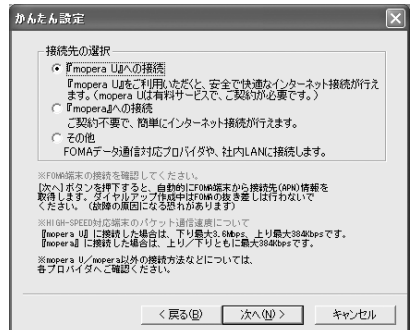 かんたん設定
接続先の選択
『mopera U』への接続
『mopera U』をご利用いただくと、安全で快適なインターネット接続が行え
ます。(mopera Uは有料サービスで、ご契約が必要です。)
『mopera』への接続
ご契約不要で、簡単にインターネット接続が行えます。
その他
FOMAデータ通信対応プロバイダや、社内LANに接続します。
※FOMA端末の接続を確認してください。
[次へ]ボタンを押下すると、自動的にFOMA端末から接続先(APN)情報を
取得します。ダイヤルアップ作成中はFOMAの抜き差しは行わないで
ください。(故障の原因になる恐れがあります)
※HIGH-SPEED対応端末のパケット通信速度について
『mopera U』に接続した場合は、下り最大3.6Mbps、上り最大384Kbpsです。
『mopera』に接続した場合は、上り/下りともに最大384Kbpsです。
※mopera U/mopera以外の接続方法などについては、
各プロバイダへご確認ください。
< 戻る(B) 次へ(N) > キャンセル